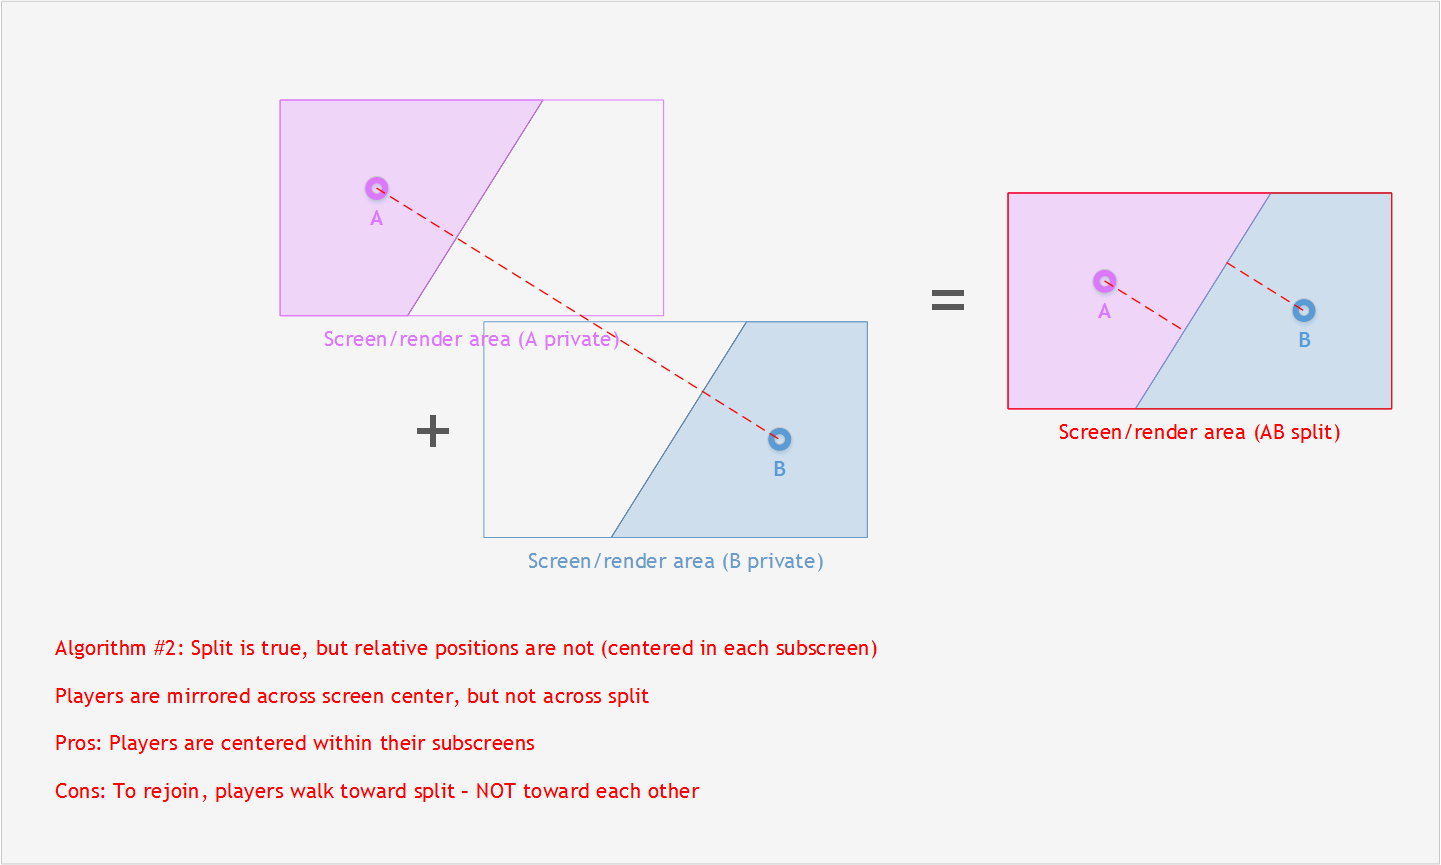 A
Screen/render area (A private)
+
B
Screen/render area (B private)
=
A
B
Screen/render area (AB split)
Algorithm #2: Split is true, but relative positions are not (centered in each subscreen)
Players are mirrored across screen center, but not across split
Pros: Players are centered within their subscreens
Cons: To rejoin, players walk toward split – NOT toward each other